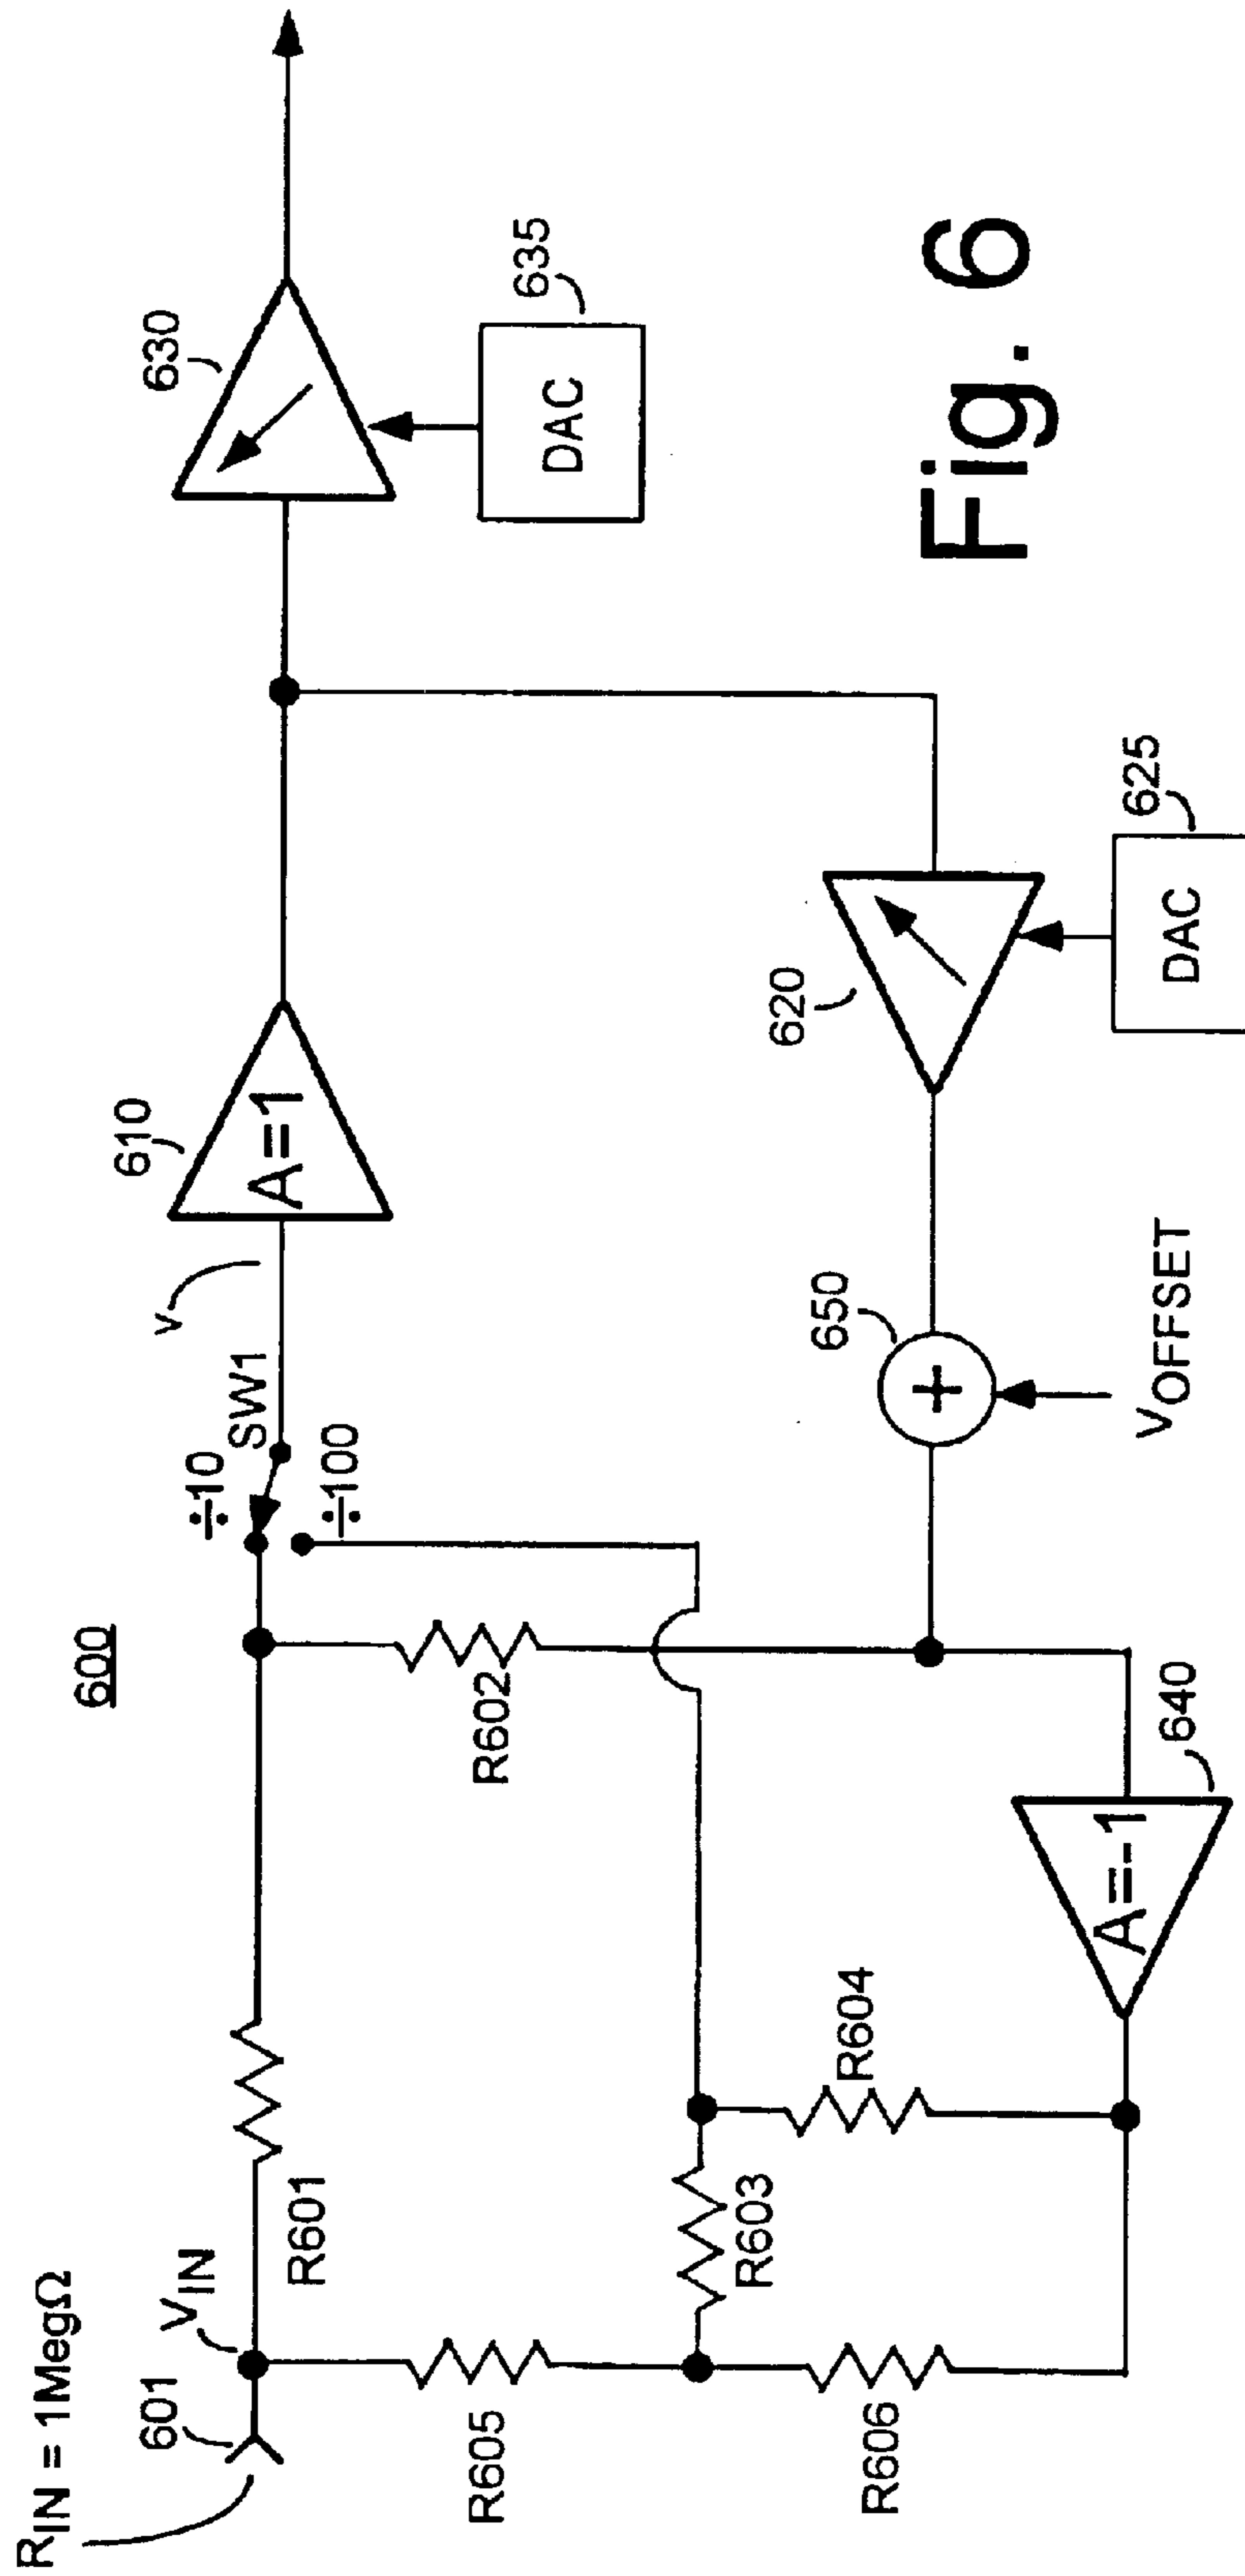 600
R_IN = 1MegΩ
601
V_IN
R601
÷10
SW1
÷100
v
610
A=1
630
635
DAC
R602
R605
R603
R604
R606
A=-1
640
650
+
V_OFFSET
620
625
DAC
Fig. 6